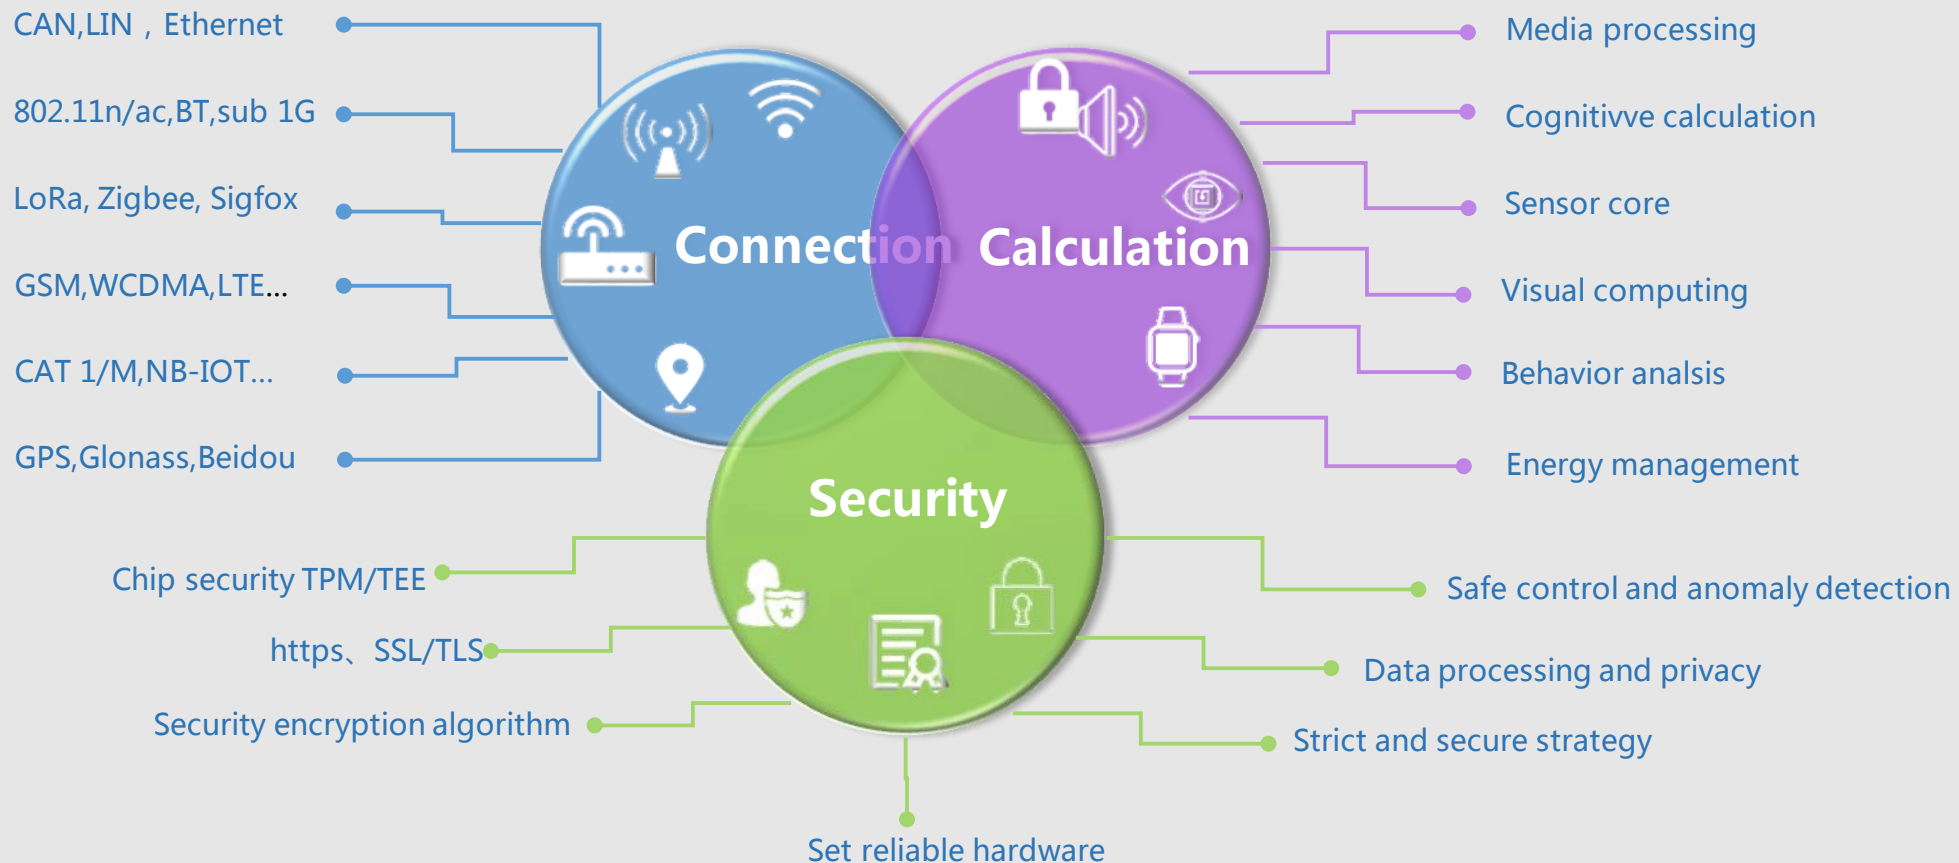 CAN,LIN , Ethernet
802.11n/ac,BT,sub 1G
LoRa, Zigbee, Sigfox
GSM,WCDMA,LTE...
CAT 1/M,NB-IOT...
GPS,Glonass,Beidou
Connection
Calculation
Security
Media processing
Cognitivve calculation
Sensor core
Visual computing
Behavior analsis
Energy management
Chip security TPM/TEE
https、SSL/TLS
Security encryption algorithm
Set reliable hardware
Safe control and anomaly detection
Data processing and privacy
Strict and secure strategy